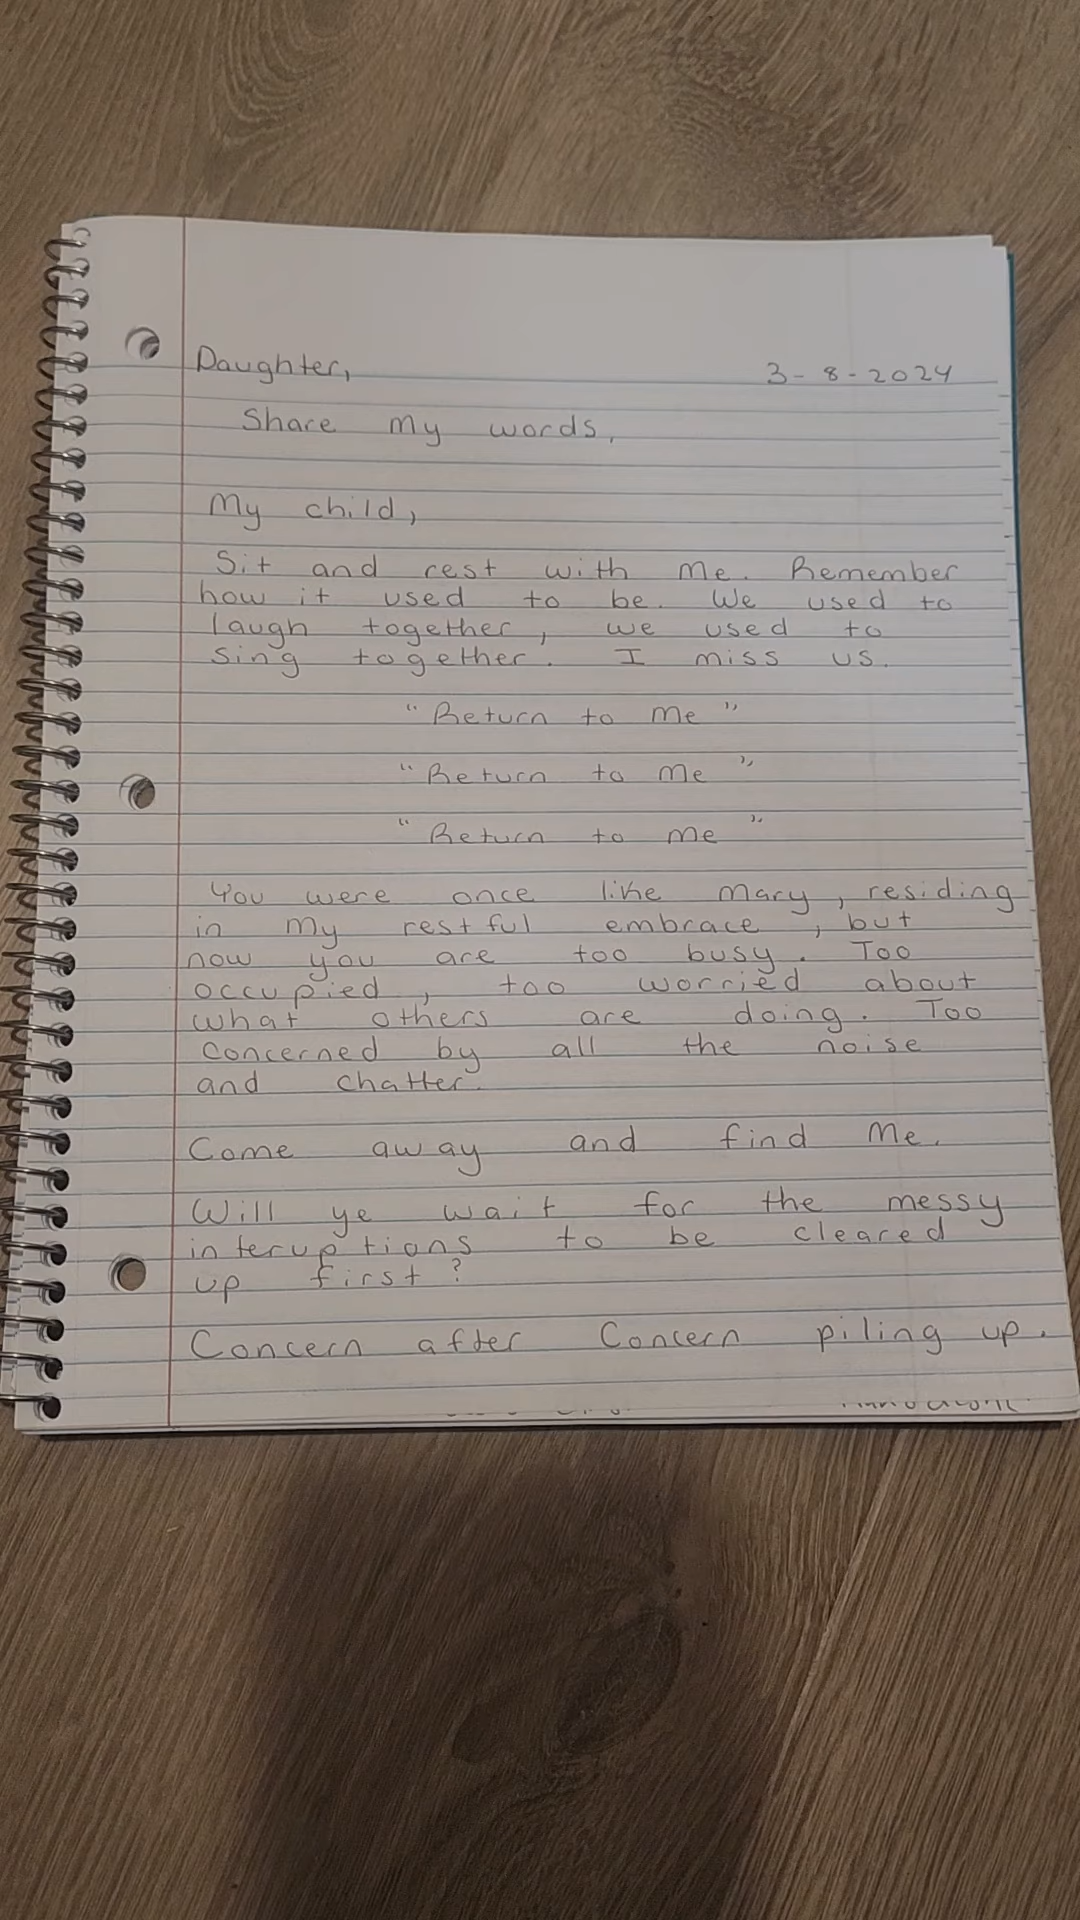 Daughter, 3-8-2024
Share My words.
My child,
Sit and rest with Me. Remember
how it used to be. We used to
laugh together, we used to
sing together. I miss us.
"Return to Me"
"Return to Me"
"Return to Me"
You were once like Mary, residing
in My restful embrace, but
now you are too busy. Too
occupied, too worried about
what others are doing. Too
concerned by all the noise
and chatter.
Come away and find Me.
Will ye wait for the messy
interuptions to be cleared
up first?
Concern after Concern piling up.